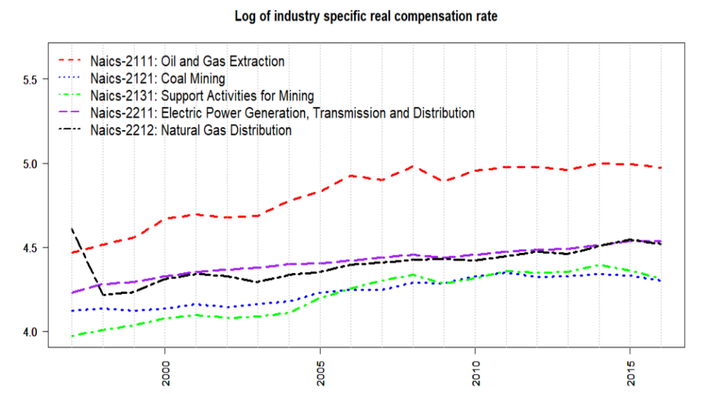 Log of industry specific real compensation rate
Naics-2111: Oil and Gas Extraction
Naics-2121: Coal Mining
Naics-2131: Support Activities for Mining
Naics-2211: Electric Power Generation, Transmission and Distribution
Naics-2212: Natural Gas Distribution
5.5
5.0
4.5
4.0
2000
2005
2010
2015